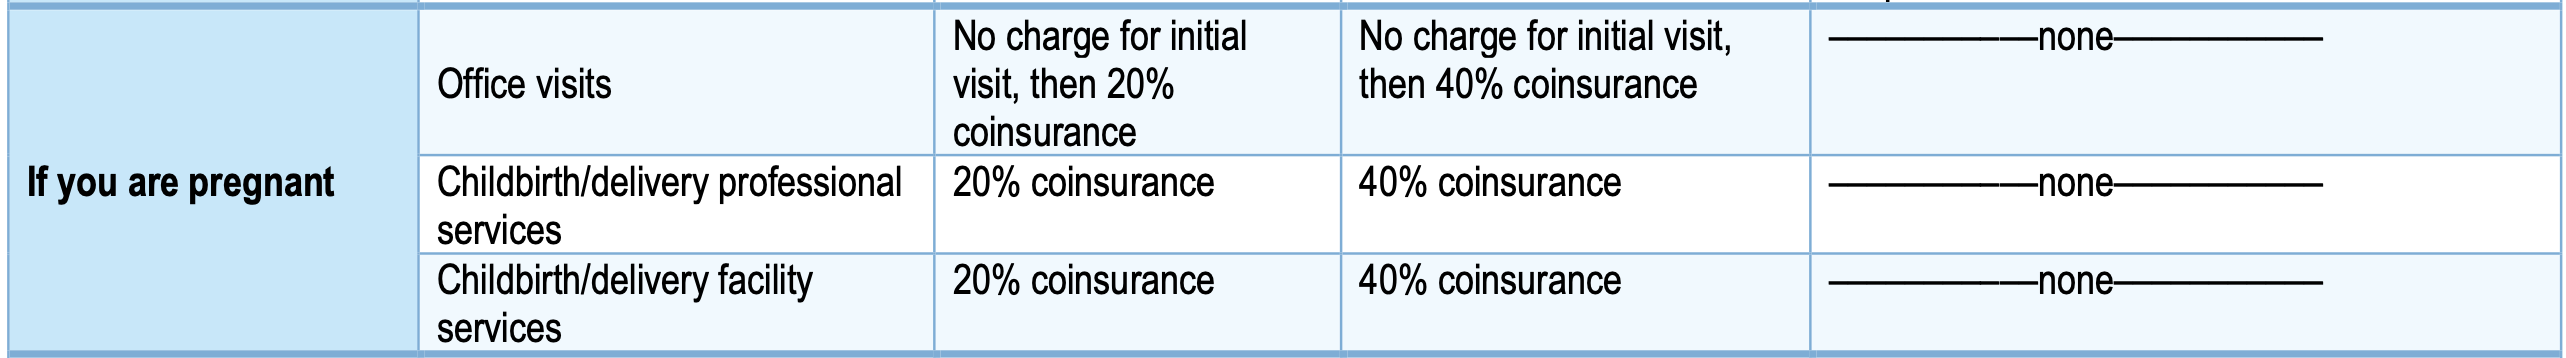 If you are pregnant
Office visits
No charge for initial
visit, then 20%
coinsurance
No charge for initial visit,
then 40% coinsurance
———————none———————
Childbirth/delivery professional
services
20% coinsurance
40% coinsurance
———————none———————
Childbirth/delivery facility
services
20% coinsurance
40% coinsurance
———————none———————